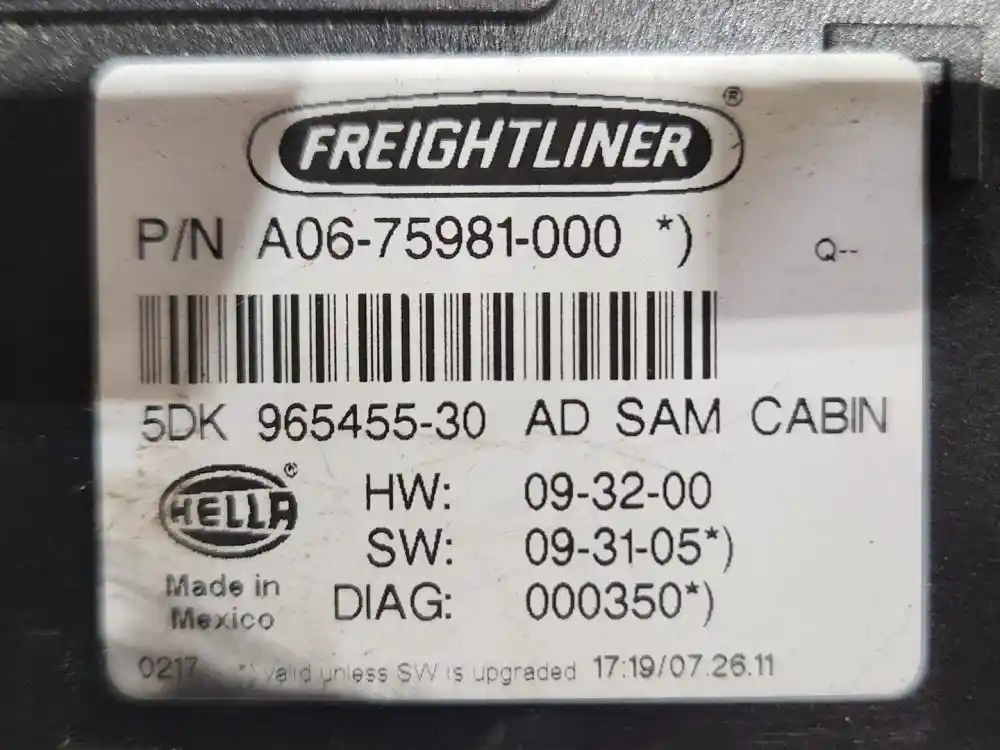 FREIGHTLINER ®
P/N A06-75981-000 *) Q--
5DK 965455-30 AD SAM CABIN
HELLA ®
HW: 09-32-00
SW: 09-31-05*)
DIAG: 000350*)
Made in
Mexico
0217 *) valid unless SW is upgraded 17:19/07.26.11